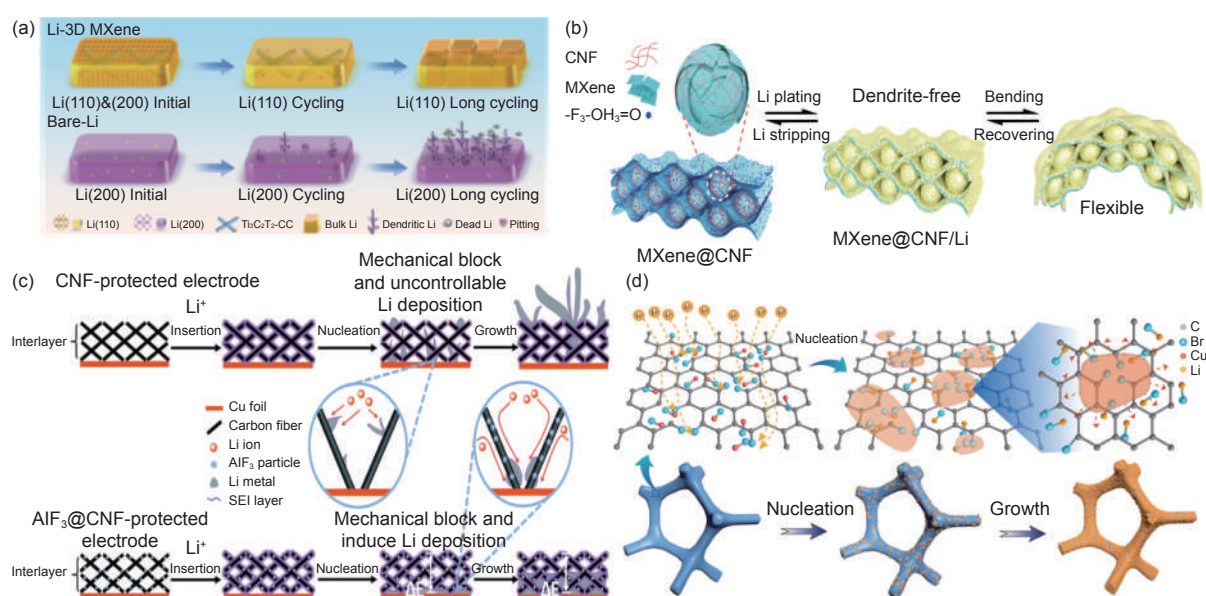 (a)
Li-3D MXene
Li(110)&(200) Initial
Li(110) Cycling
Li(110) Long cycling
Bare-Li
Li(200) Initial
Li(200) Cycling
Li(200) Long cycling
Li(110)
Li(200)
Ti₃C₂T₂-CC
Bulk Li
Dendritic Li
Dead Li
Pitting
(b)
CNF
MXene
-F₃-OH₃=O
MXene@CNF
Li plating
Li stripping
Dendrite-free
MXene@CNF/Li
Bending
Recovering
Flexible
(c)
CNF-protected electrode
Interlayer
Li⁺
Insertion
Nucleation
Mechanical block
and uncontrollable
Li deposition
Growth
Cu foil
Carbon fiber
Li ion
AlF₃ particle
Li metal
SEI layer
AlF₃@CNF-protected
electrode
Interlayer
Li⁺
Insertion
Nucleation
Mechanical block and
induce Li deposition
Growth
ΔE
ΔE
(d)
Nucleation
C
Br
Cu
Li
Nucleation
Growth